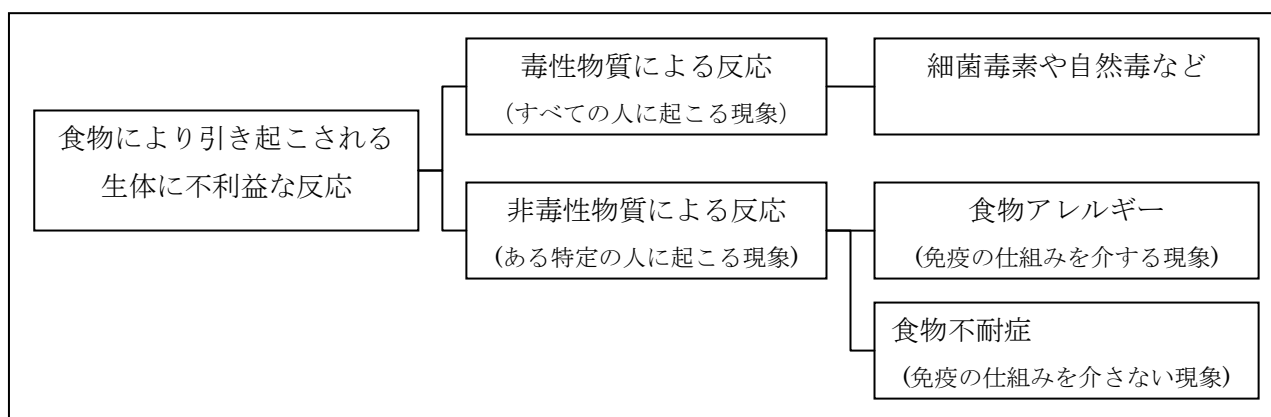 食物により引き起こされる
生体に不利益な反応
毒性物質による反応
(すべての人に起こる現象)
細菌毒素や自然毒など
非毒性物質による反応
(ある特定の人に起こる現象)
食物アレルギー
(免疫の仕組みを介する現象)
食物不耐症
(免疫の仕組みを介さない現象)